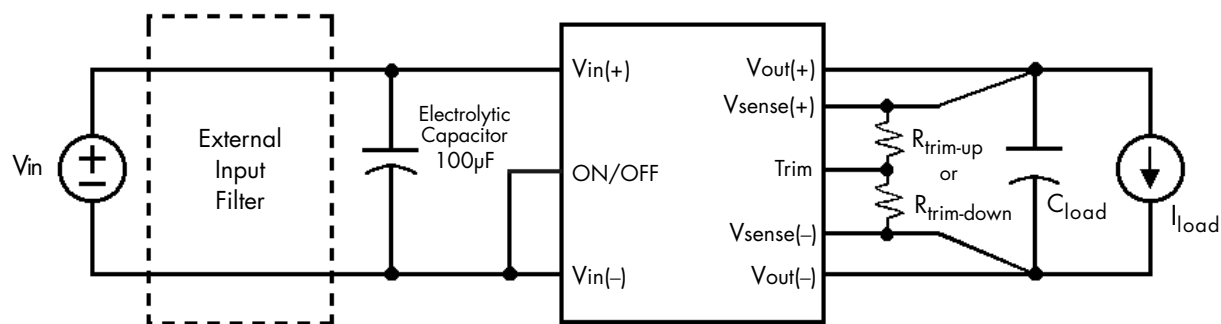 Vin
External
Input
Filter
Electrolytic
Capacitor
100µF
Vin(+)
ON/OFF
Vin(–)
Vout(+)
Vsense(+)
Trim
Vsense(–)
Vout(–)
Rtrim-up
or
Rtrim-down
Cload
Iload